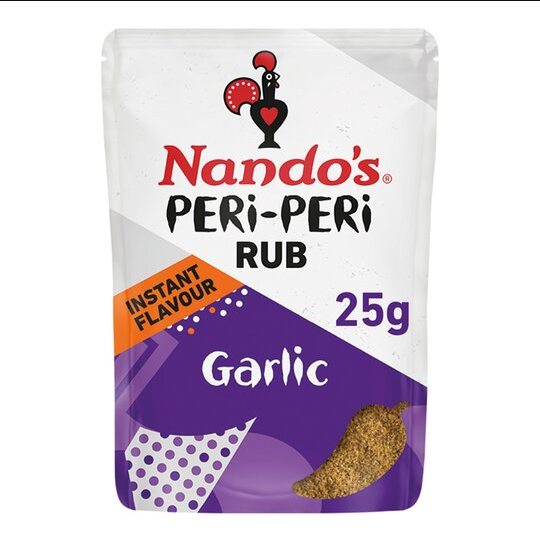 Nando's®
PERi-PERi
RUB
INSTANT
FLAVOUR
25g
Garlic